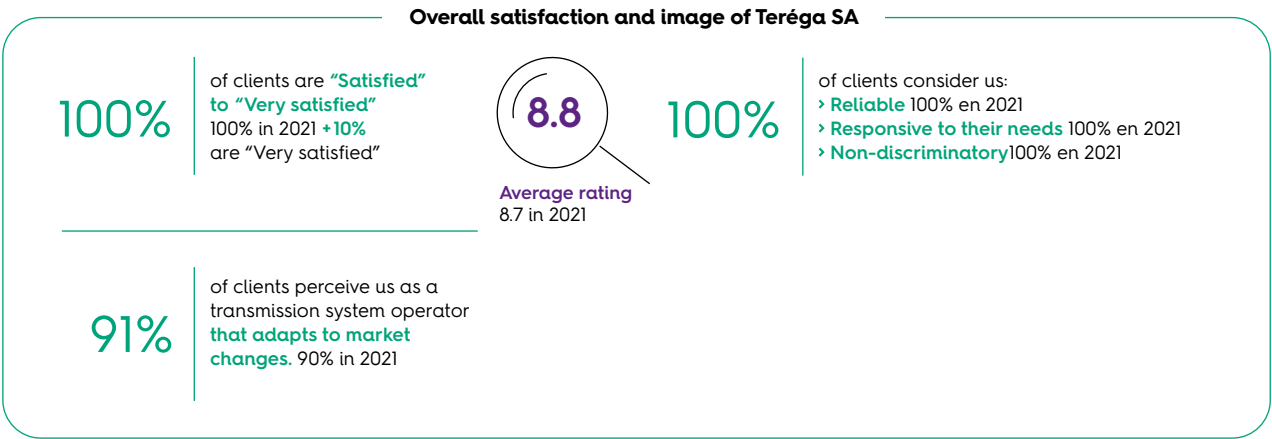 Overall satisfaction and image of Teréga SA
100%
of clients are “Satisfied”
to “Very satisfied”
100% in 2021 +10%
are “Very satisfied”
8.8
Average rating
8.7 in 2021
100%
of clients consider us:
› Reliable 100% en 2021
› Responsive to their needs 100% en 2021
› Non-discriminatory100% en 2021
91%
of clients perceive us as a
transmission system operator
that adapts to market
changes. 90% in 2021